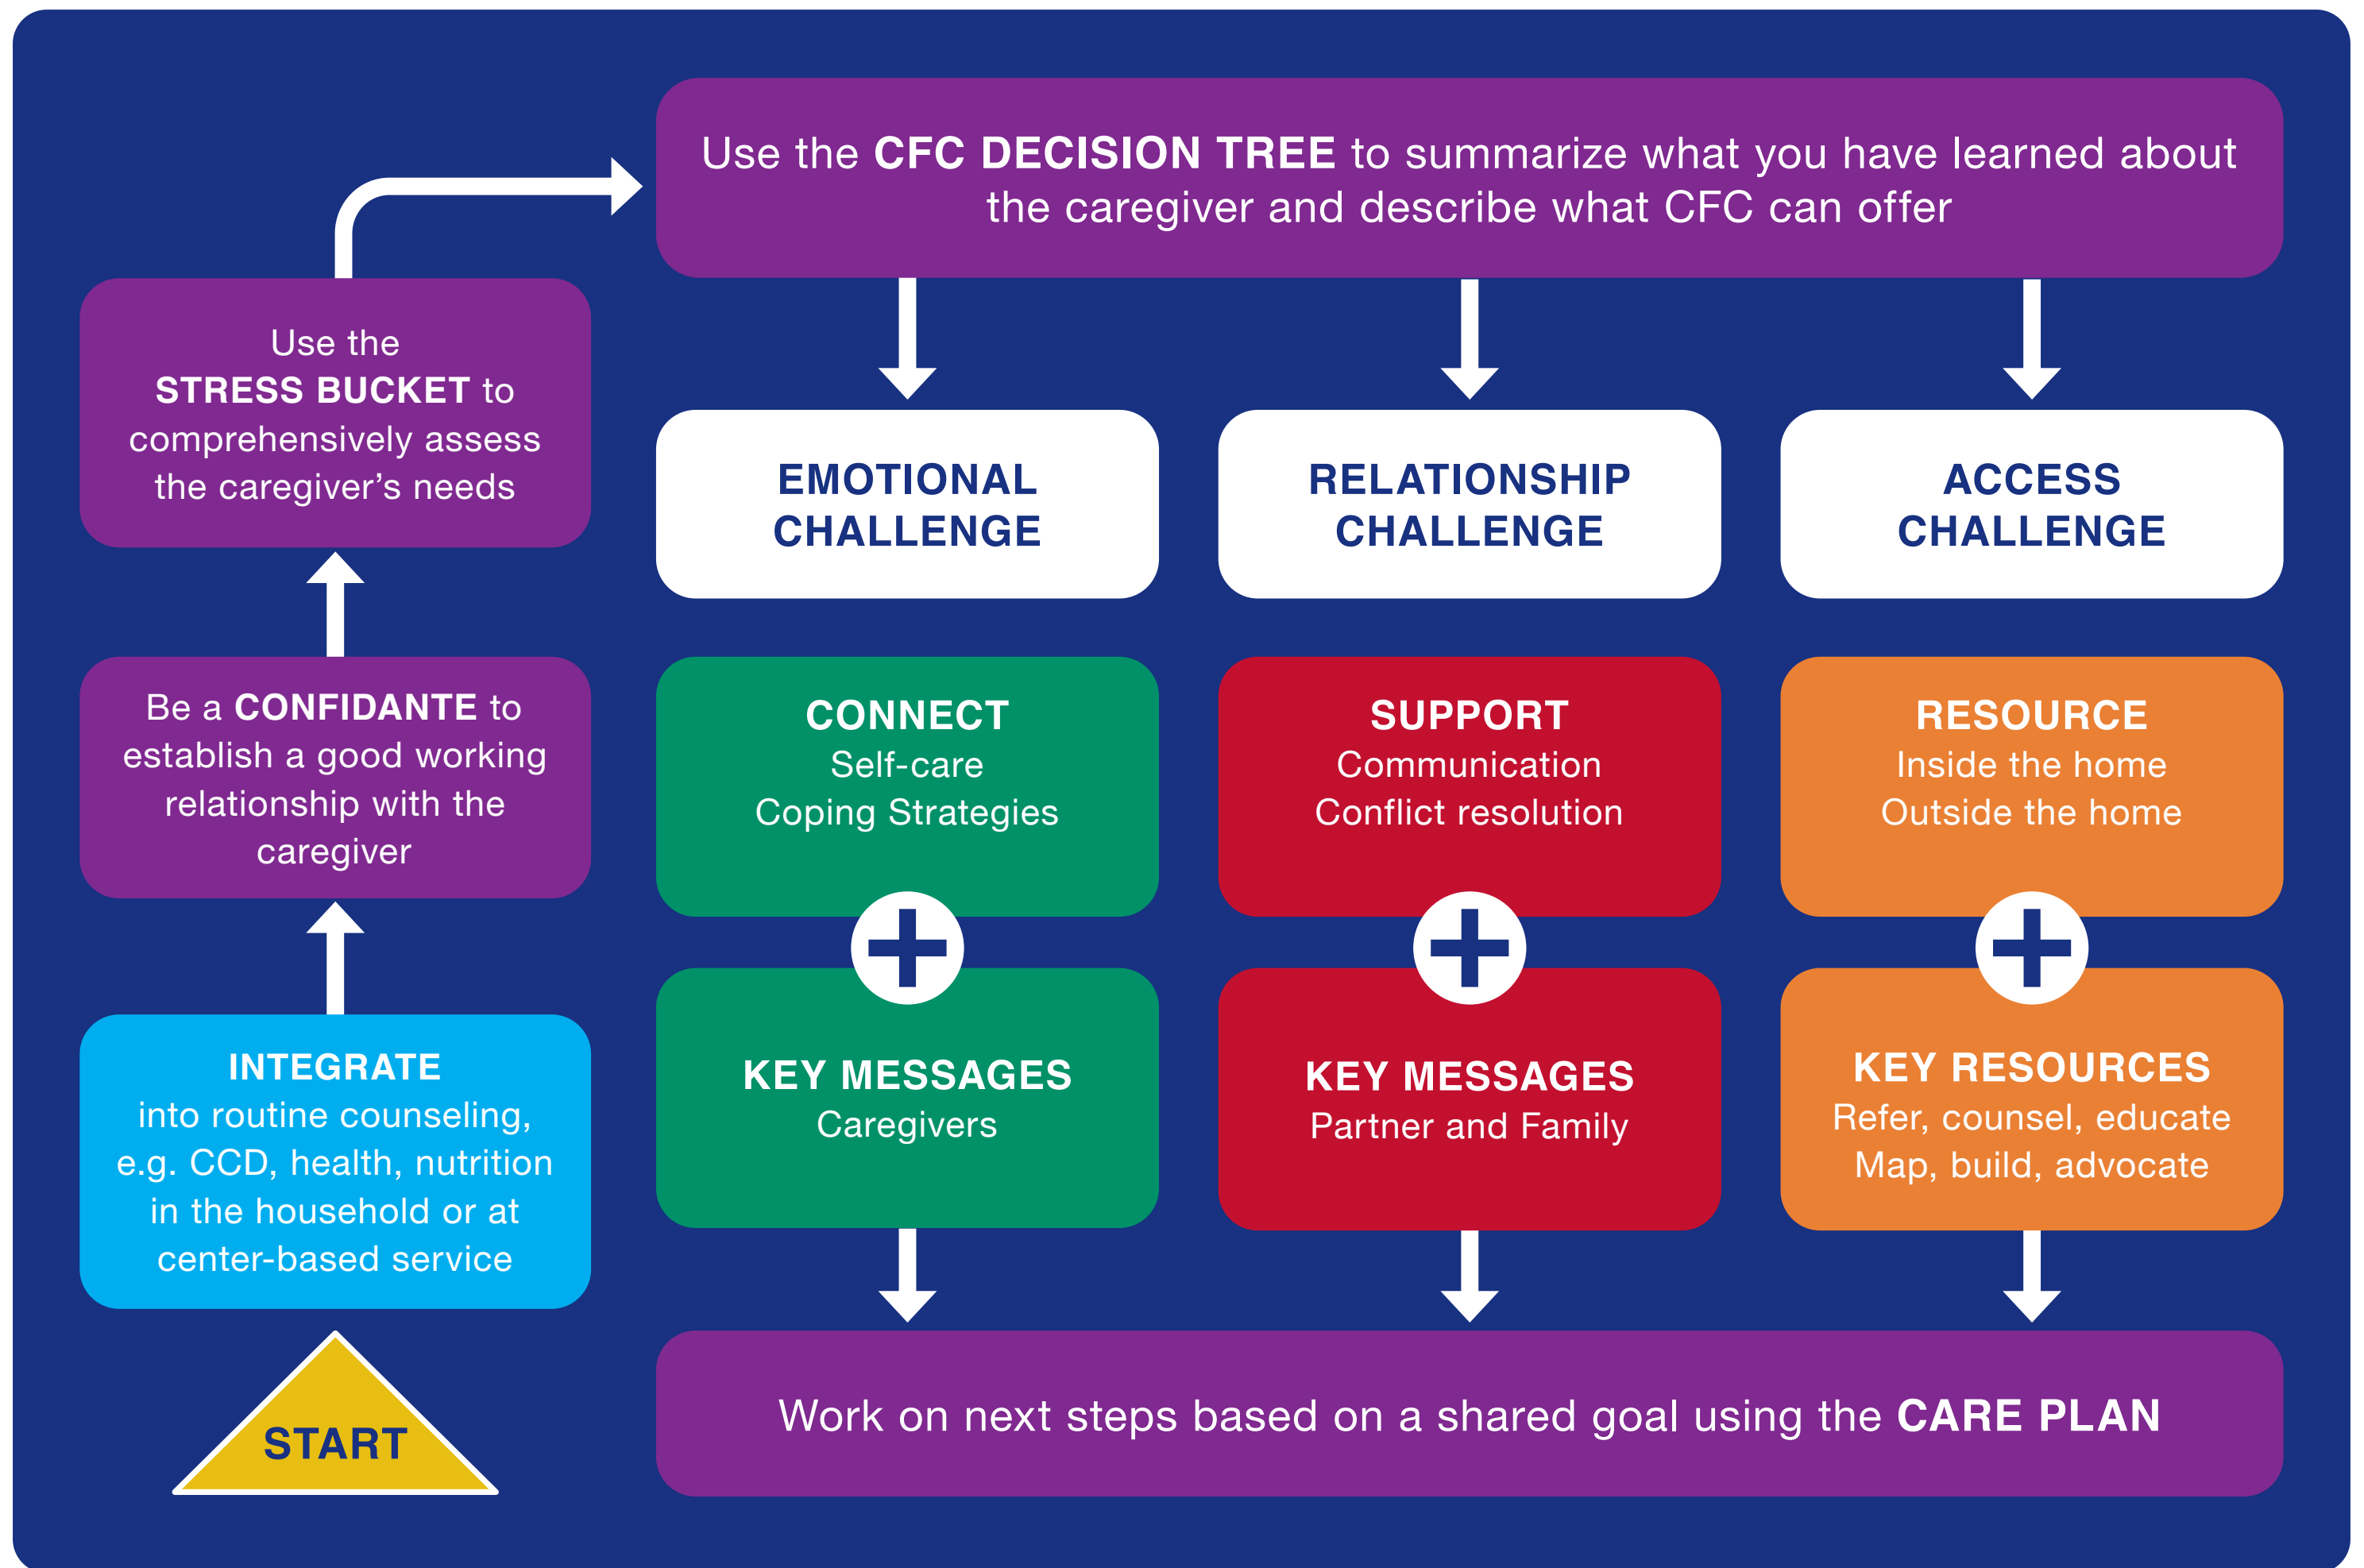 Use the CFC DECISION TREE to summarize what you have learned about
the caregiver and describe what CFC can offer
Use the
STRESS BUCKET to
comprehensively assess
the caregiver’s needs
EMOTIONAL
CHALLENGE
RELATIONSHIP
CHALLENGE
ACCESS
CHALLENGE
Be a CONFIDANTE to
establish a good working
relationship with the
caregiver
CONNECT
Self-care
Coping Strategies
SUPPORT
Communication
Conflict resolution
RESOURCE
Inside the home
Outside the home
INTEGRATE
into routine counseling,
e.g. CCD, health, nutrition
in the household or at
center-based service
KEY MESSAGES
Caregivers
KEY MESSAGES
Partner and Family
KEY RESOURCES
Refer, counsel, educate
Map, build, advocate
START
Work on next steps based on a shared goal using the CARE PLAN